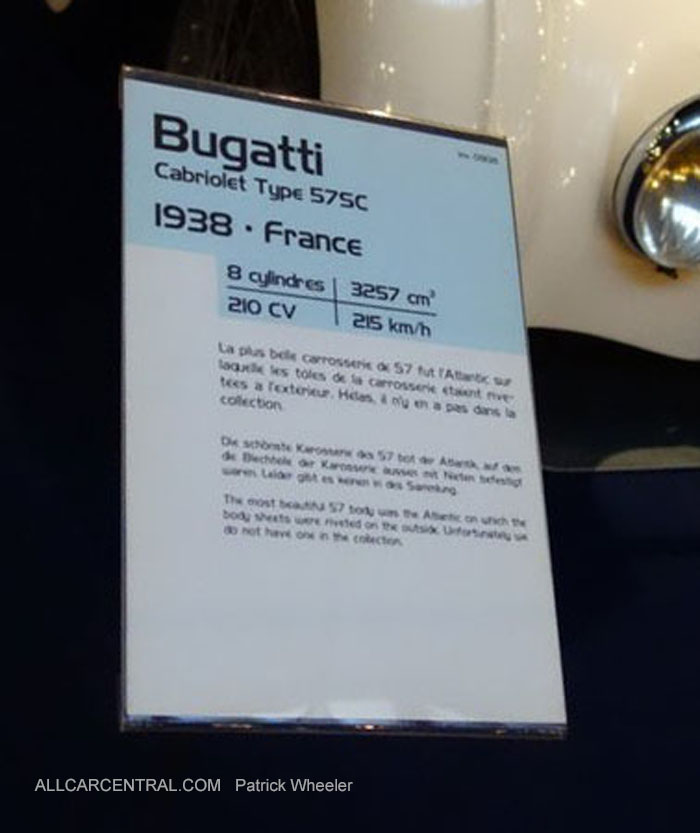 Bugatti
Cabriolet Type 57SC
1938 · France
8 cylindres 3257 cm³
210 CV 215 km/h
La plus belle carrosserie de 57 fut l'Atlantic sur
laquelle les tôles de la carrosserie étaient rive-
tées à l'extérieur. Hélas, il n'y en a pas dans la
collection.
Die schönste Karosserie des 57 bot der Atlantik, auf dem
die Blechteile der Karosserie aussen mit Nieten befestigt
waren. Leider gibt es keinen in des Sammlung.
The most beautiful 57 body was the Atlantic on which the
body sheets were riveted on the outside. Unfortunately we
do not have one in the collection.
ALLCARCENTRAL.COM Patrick Wheeler